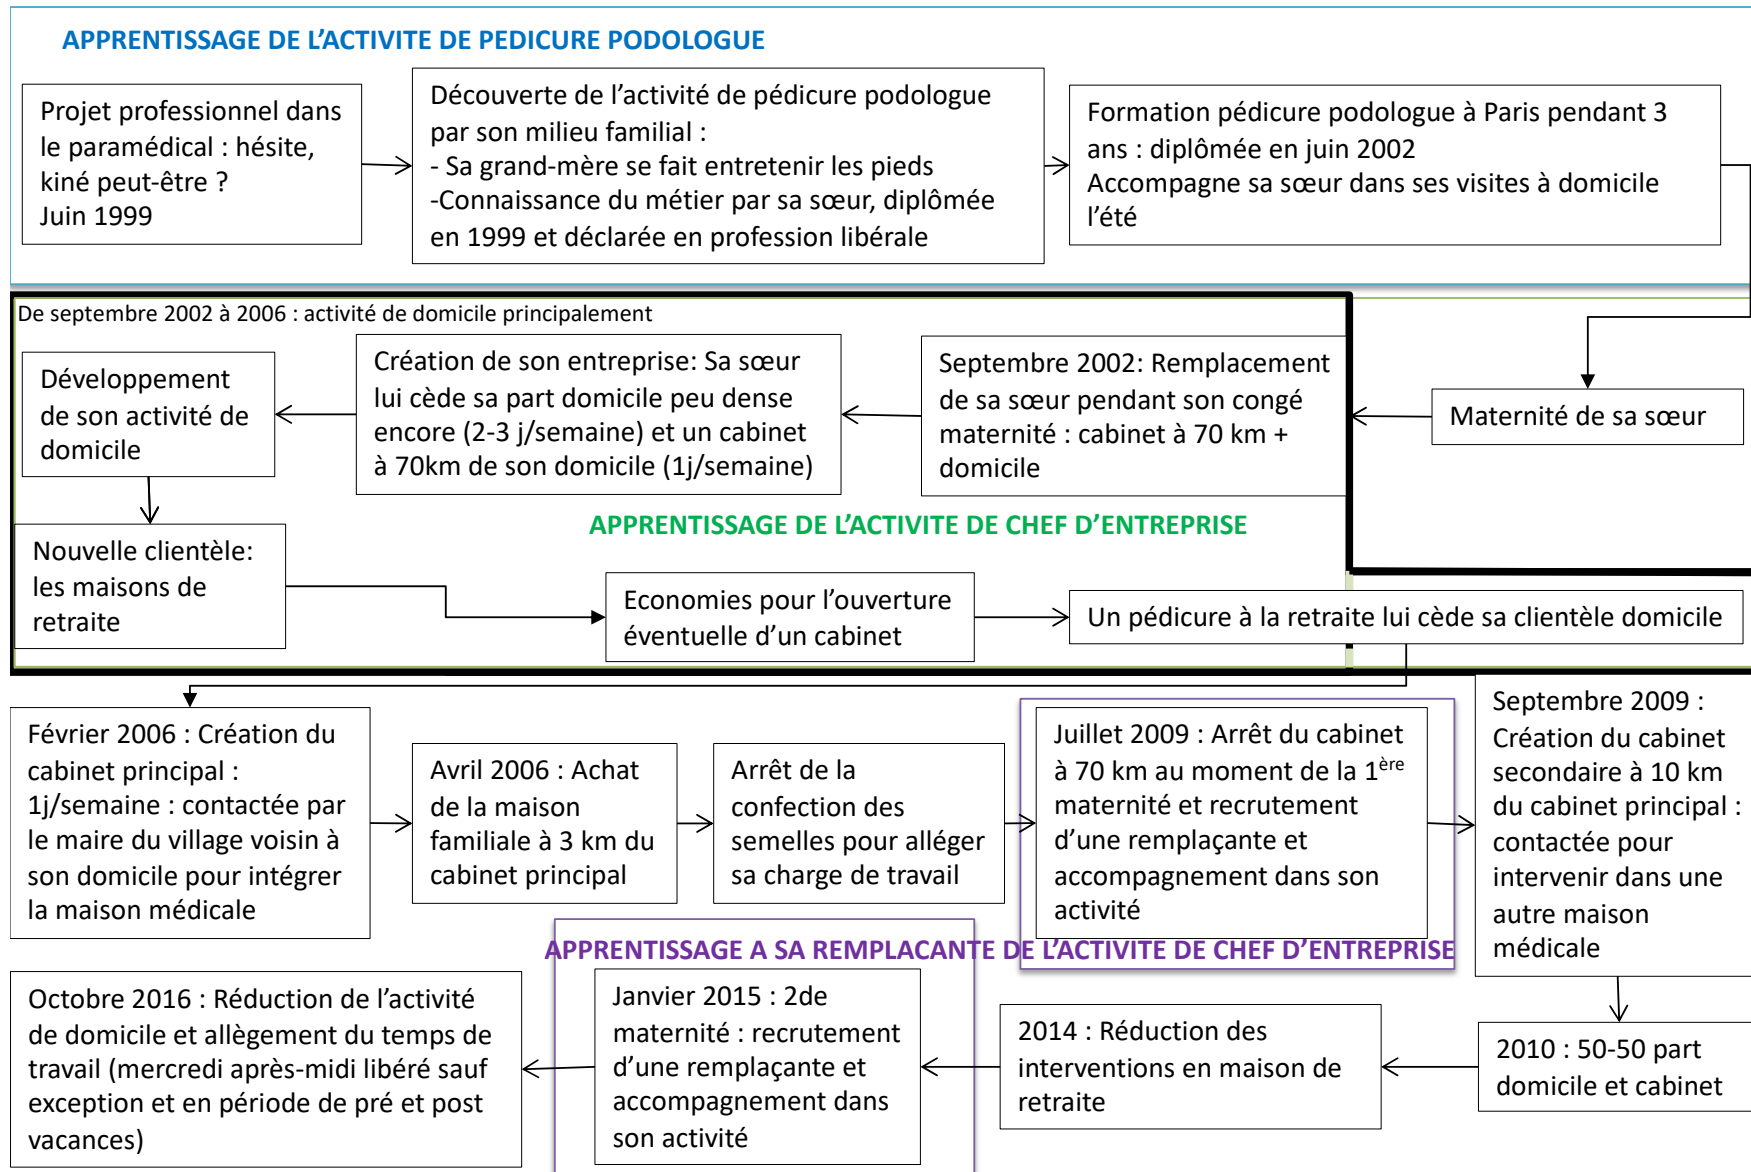 APPRENTISSAGE DE L’ACTIVITE DE PEDICURE PODOLOGUE
Projet professionnel dans
le paramédical : hésite,
kiné peut-être ?
Juin 1999
Découverte de l’activité de pédicure podologue
par son milieu familial :
- Sa grand-mère se fait entretenir les pieds
-Connaissance du métier par sa sœur, diplômée
en 1999 et déclarée en profession libérale
Formation pédicure podologue à Paris pendant 3
ans : diplômée en juin 2002
Accompagne sa sœur dans ses visites à domicile
l’été
De septembre 2002 à 2006 : activité de domicile principalement
Maternité de sa sœur
Septembre 2002: Remplacement
de sa sœur pendant son congé
maternité : cabinet à 70 km +
domicile
Création de son entreprise: Sa sœur
lui cède sa part domicile peu dense
encore (2-3 j/semaine) et un cabinet
à 70km de son domicile (1j/semaine)
Développement
de son activité de
domicile
APPRENTISSAGE DE L’ACTIVITE DE CHEF D’ENTREPRISE
Nouvelle clientèle:
les maisons de
retraite
Economies pour l’ouverture
éventuelle d’un cabinet
Un pédicure à la retraite lui cède sa clientèle domicile
Février 2006 : Création du
cabinet principal :
1j/semaine : contactée par
le maire du village voisin à
son domicile pour intégrer
la maison médicale
Avril 2006 : Achat
de la maison
familiale à 3 km du
cabinet principal
Arrêt de la
confection des
semelles pour alléger
sa charge de travail
Juillet 2009 : Arrêt du cabinet
à 70 km au moment de la 1ère
maternité et recrutement
d’une remplaçante et
accompagnement dans son
activité
Septembre 2009 :
Création du cabinet
secondaire à 10 km
du cabinet principal :
contactée pour
intervenir dans une
autre maison
médicale
APPRENTISSAGE A SA REMPLACANTE DE L’ACTIVITE DE CHEF D’ENTREPRISE
2010 : 50-50 part
domicile et cabinet
2014 : Réduction des
interventions en maison de
retraite
Janvier 2015 : 2de
maternité : recrutement
d’une remplaçante et
accompagnement dans
son activité
Octobre 2016 : Réduction de l’activité
de domicile et allègement du temps de
travail (mercredi après-midi libéré sauf
exception et en période de pré et post
vacances)